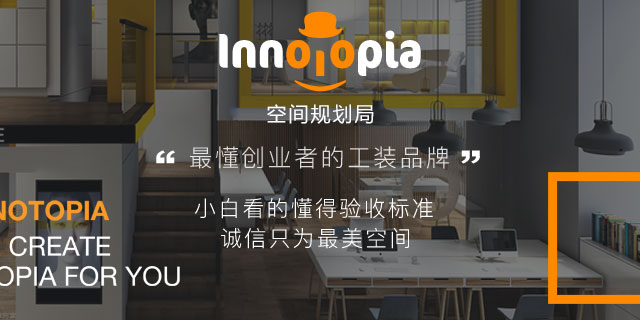 Innotopia
空间规划局
“ 最懂创业者的工装品牌 ”
小白看的懂得验收标准
诚信只为最美空间
E
NOTOPIA
CREATE
OPIA FOR YOU